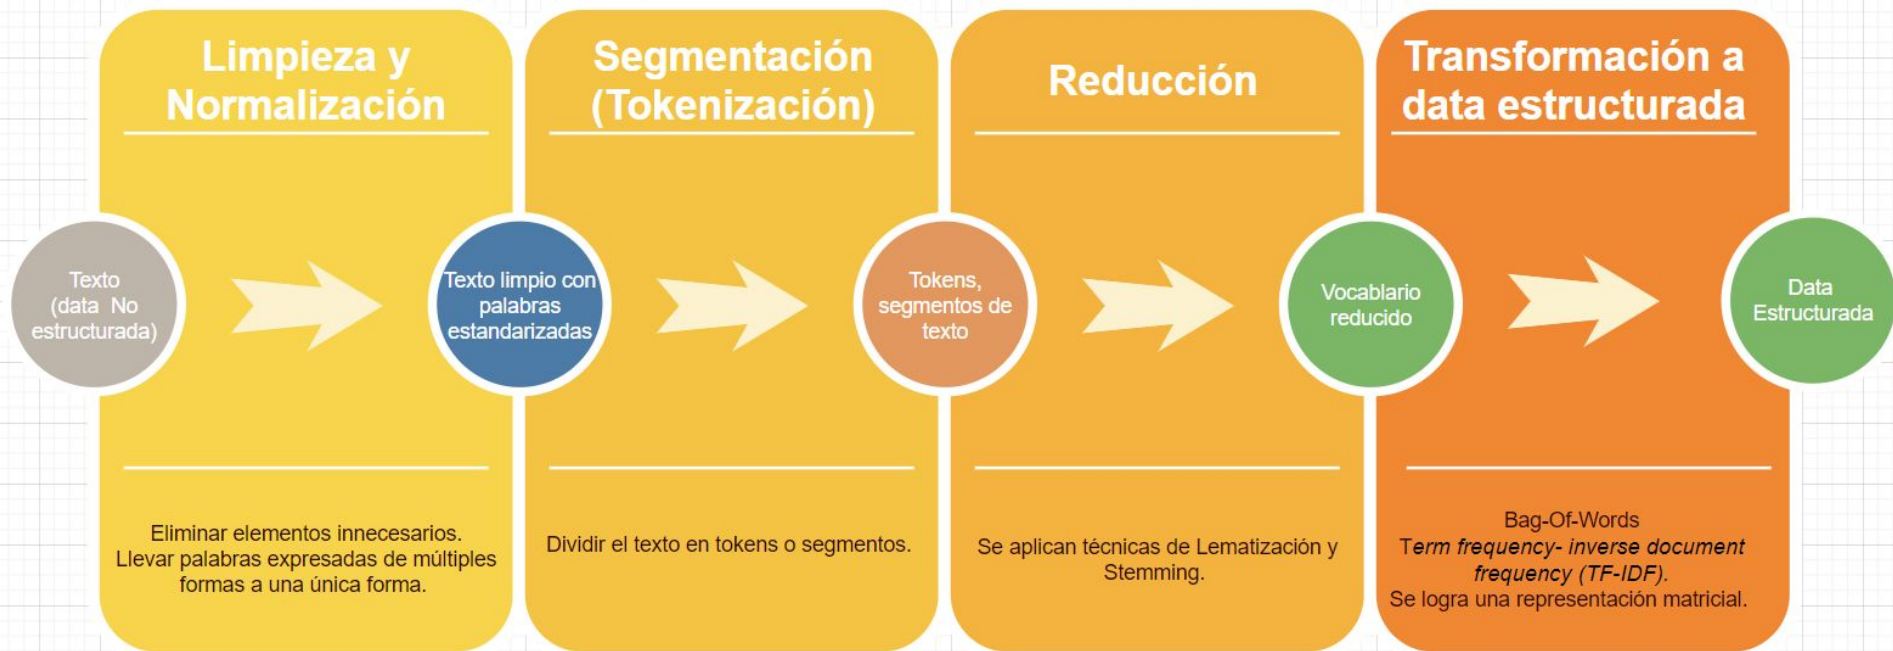 Limpieza y
Normalización
Segmentación
(Tokenización)
Reducción
Transformación a
data estructurada
Texto
(data No
estructurada)
Texto limpio con
palabras
estandarizadas
Tokens,
segmentos de
texto
Vocablario
reducido
Data
Estructurada
Eliminar elementos innecesarios.
Llevar palabras expresadas de múltiples
formas a una única forma.
Dividir el texto en tokens o segmentos.
Se aplican técnicas de Lematización y
Stemming.
Bag-Of-Words
Term frequency- inverse document
frequency (TF-IDF).
Se logra una representación matricial.